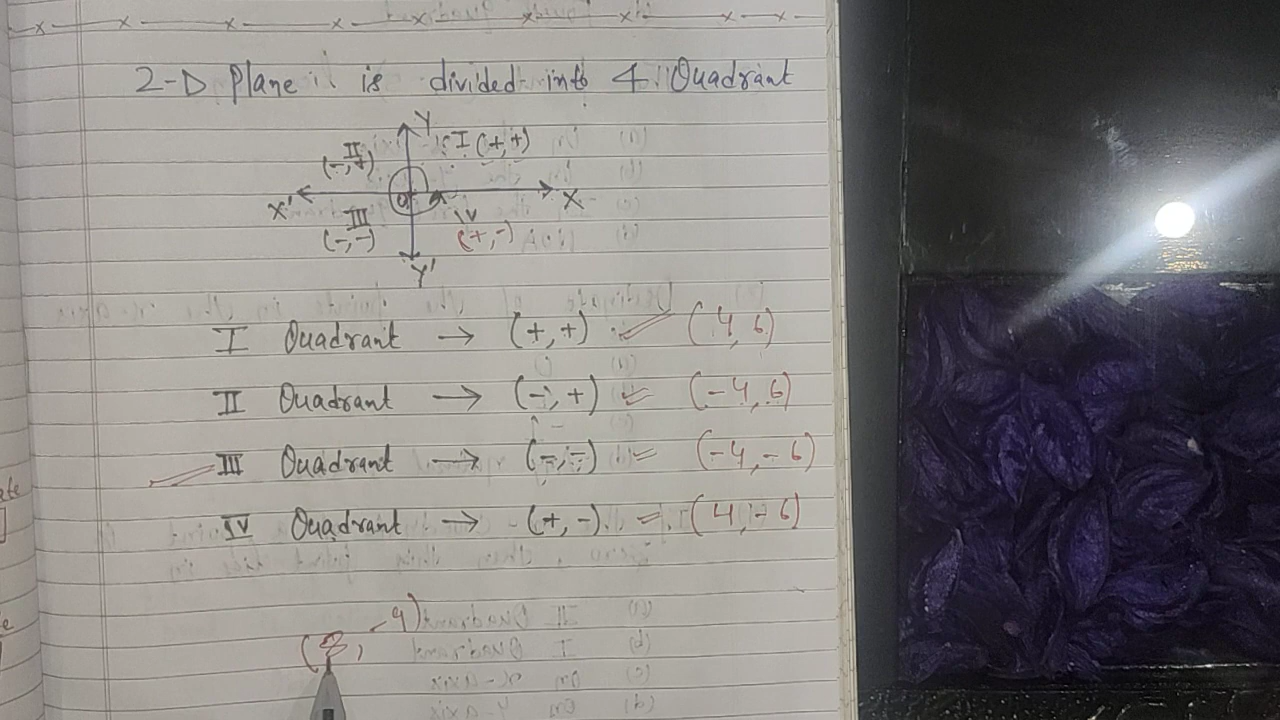 2-D Plane is divided into 4 Quadrant
Y
II
(-,+)
I (+,+)
X'
O
X
III
(-,-)
IV
(+,-)
Y'
I Quadrant → (+,+) (4,6)
II Quadrant → (-,+) (-4,6)
III Quadrant → (-,-) (-4,-6)
IV Quadrant → (+,-) (4,-6)